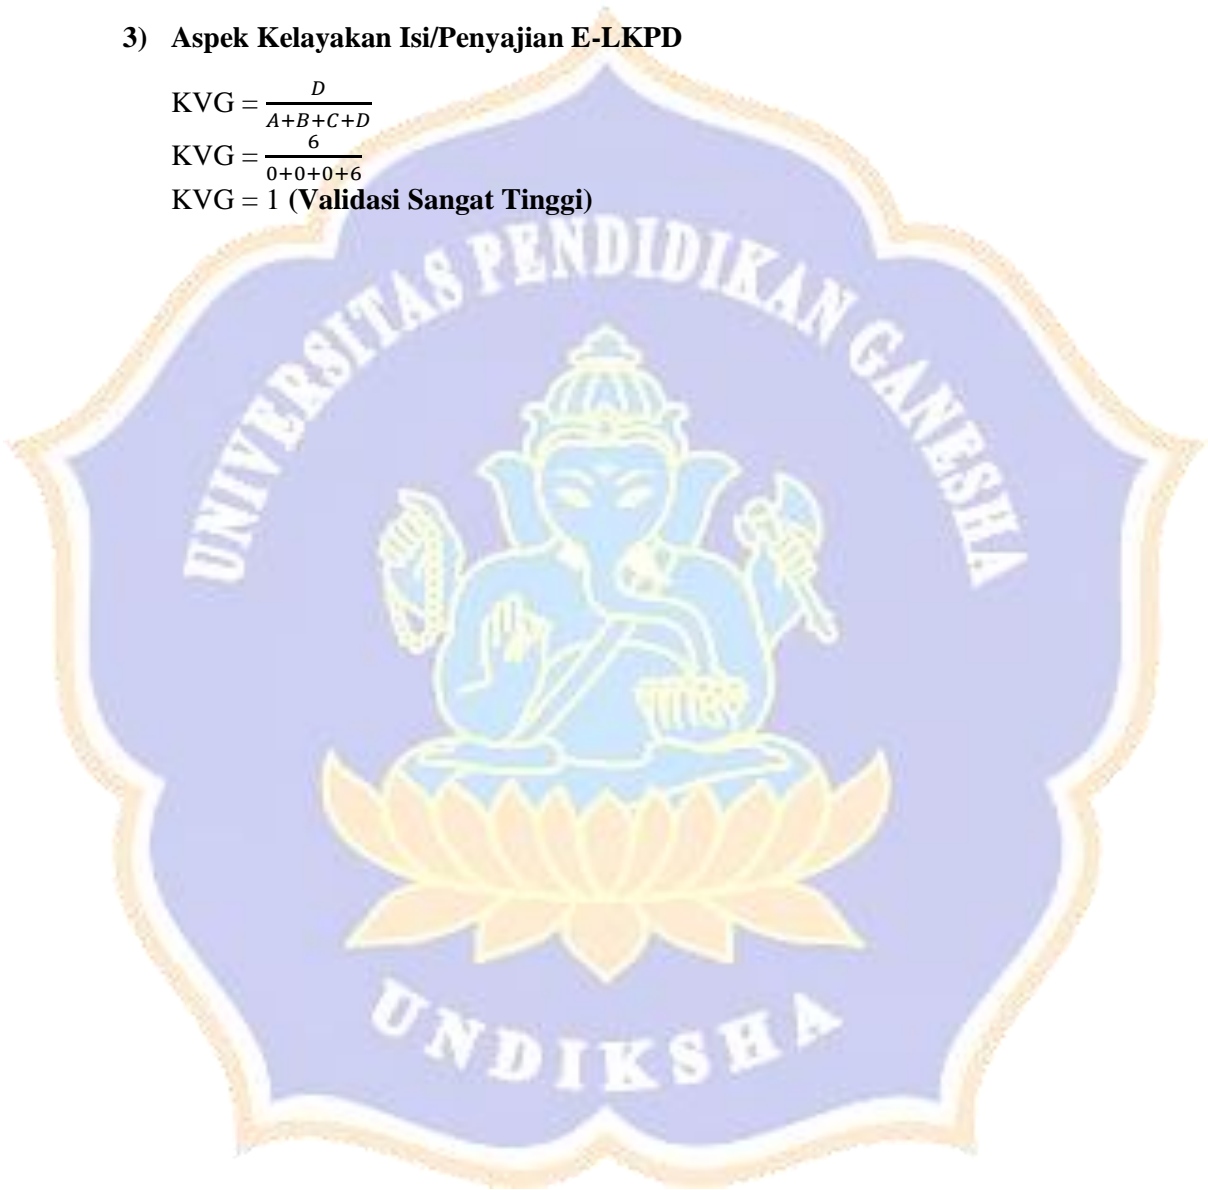 3) Aspek Kelayakan Isi/Penyajian E-LKPD
KVG = D/A+B+C+D
KVG = 6/0+0+0+6
KVG = 1 (Validasi Sangat Tinggi)
UNIVERSITAS PENDIDIKAN GANESHA
UNDIKSHA